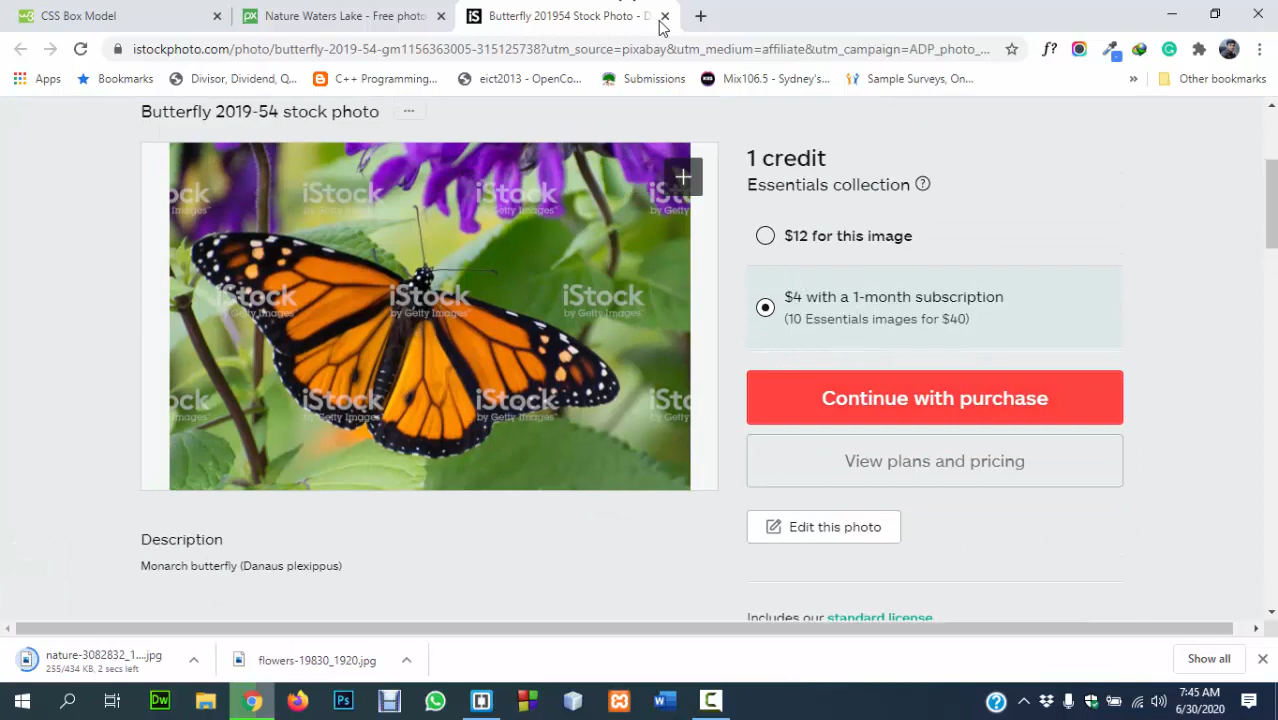 CSS Box Model
Nature Waters Lake - Free photo
Butterfly 201954 Stock Photo - D
istockphoto.com/photo/butterfly-2019-54-gm1156363005-315125738?utm_source=pixabay&utm_medium=affiliate&utm_campaign=ADP_photo_...
Apps
Bookmarks
Divisor, Dividend, Q...
C++ Programming...
eict2013 - OpenCo...
Submissions
Mix106.5 - Sydney's...
Sample Surveys, On...
»
Other bookmarks
Butterfly 2019-54 stock photo
...
iStock
by Getty Images
1 credit
Essentials collection
$12 for this image
$4 with a 1-month subscription
(10 Essentials images for $40)
Continue with purchase
View plans and pricing
Edit this photo
Description
Monarch butterfly (Danaus plexippus)
Includes our standard license.
nature-3082832_1....jpg
255/434 KB, 2 secs left
flowers-19830_1920.jpg
Show all
7:45 AM
6/30/2020